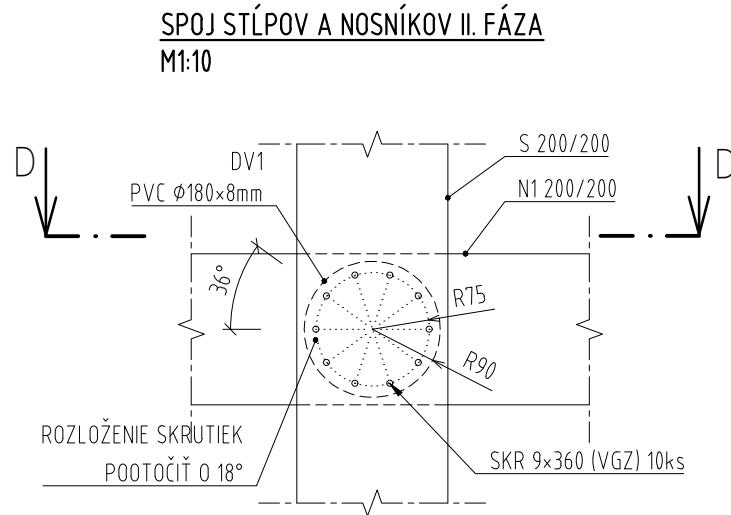 SPOJ STĹPOV A NOSNÍKOV II. FÁZA
M1:10
D
D
DV1
S 200/200
PVC Ø180×8mm
N1 200/200
36°
R75
R90
ROZLOŽENIE SKRUTIEK
POOTOČIŤ O 18°
SKR 9×360 (VGZ) 10ks